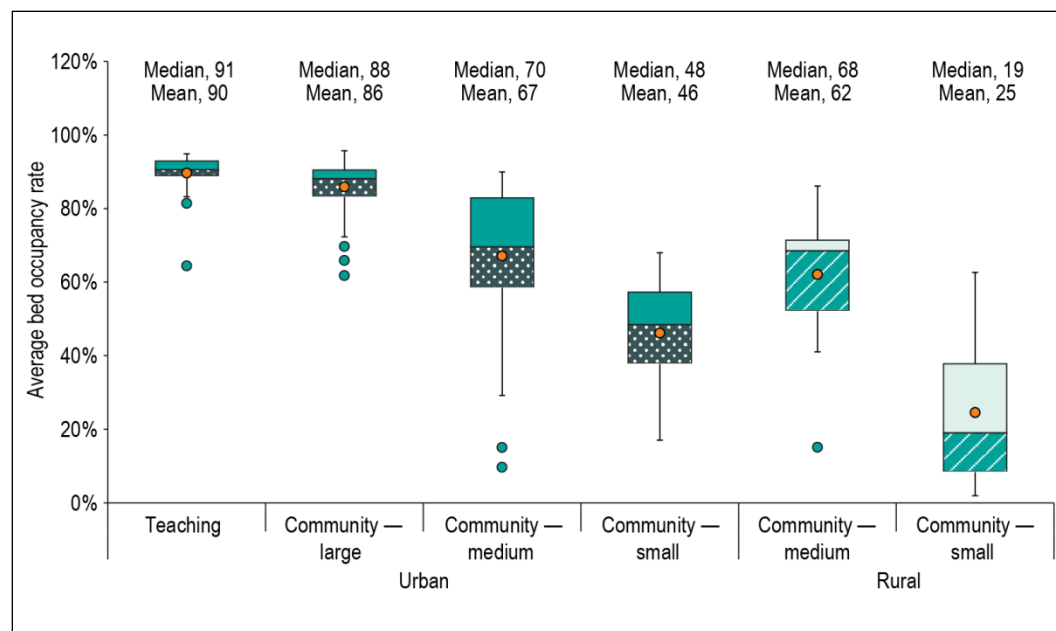 120%
100%
80%
60%
40%
20%
0%
Average bed occupancy rate
Median, 91
Mean, 90
Median, 88
Mean, 86
Median, 70
Mean, 67
Median, 48
Mean, 46
Median, 68
Mean, 62
Median, 19
Mean, 25
Teaching
Community —
large
Community —
medium
Community —
small
Community —
medium
Community —
small
Urban
Rural